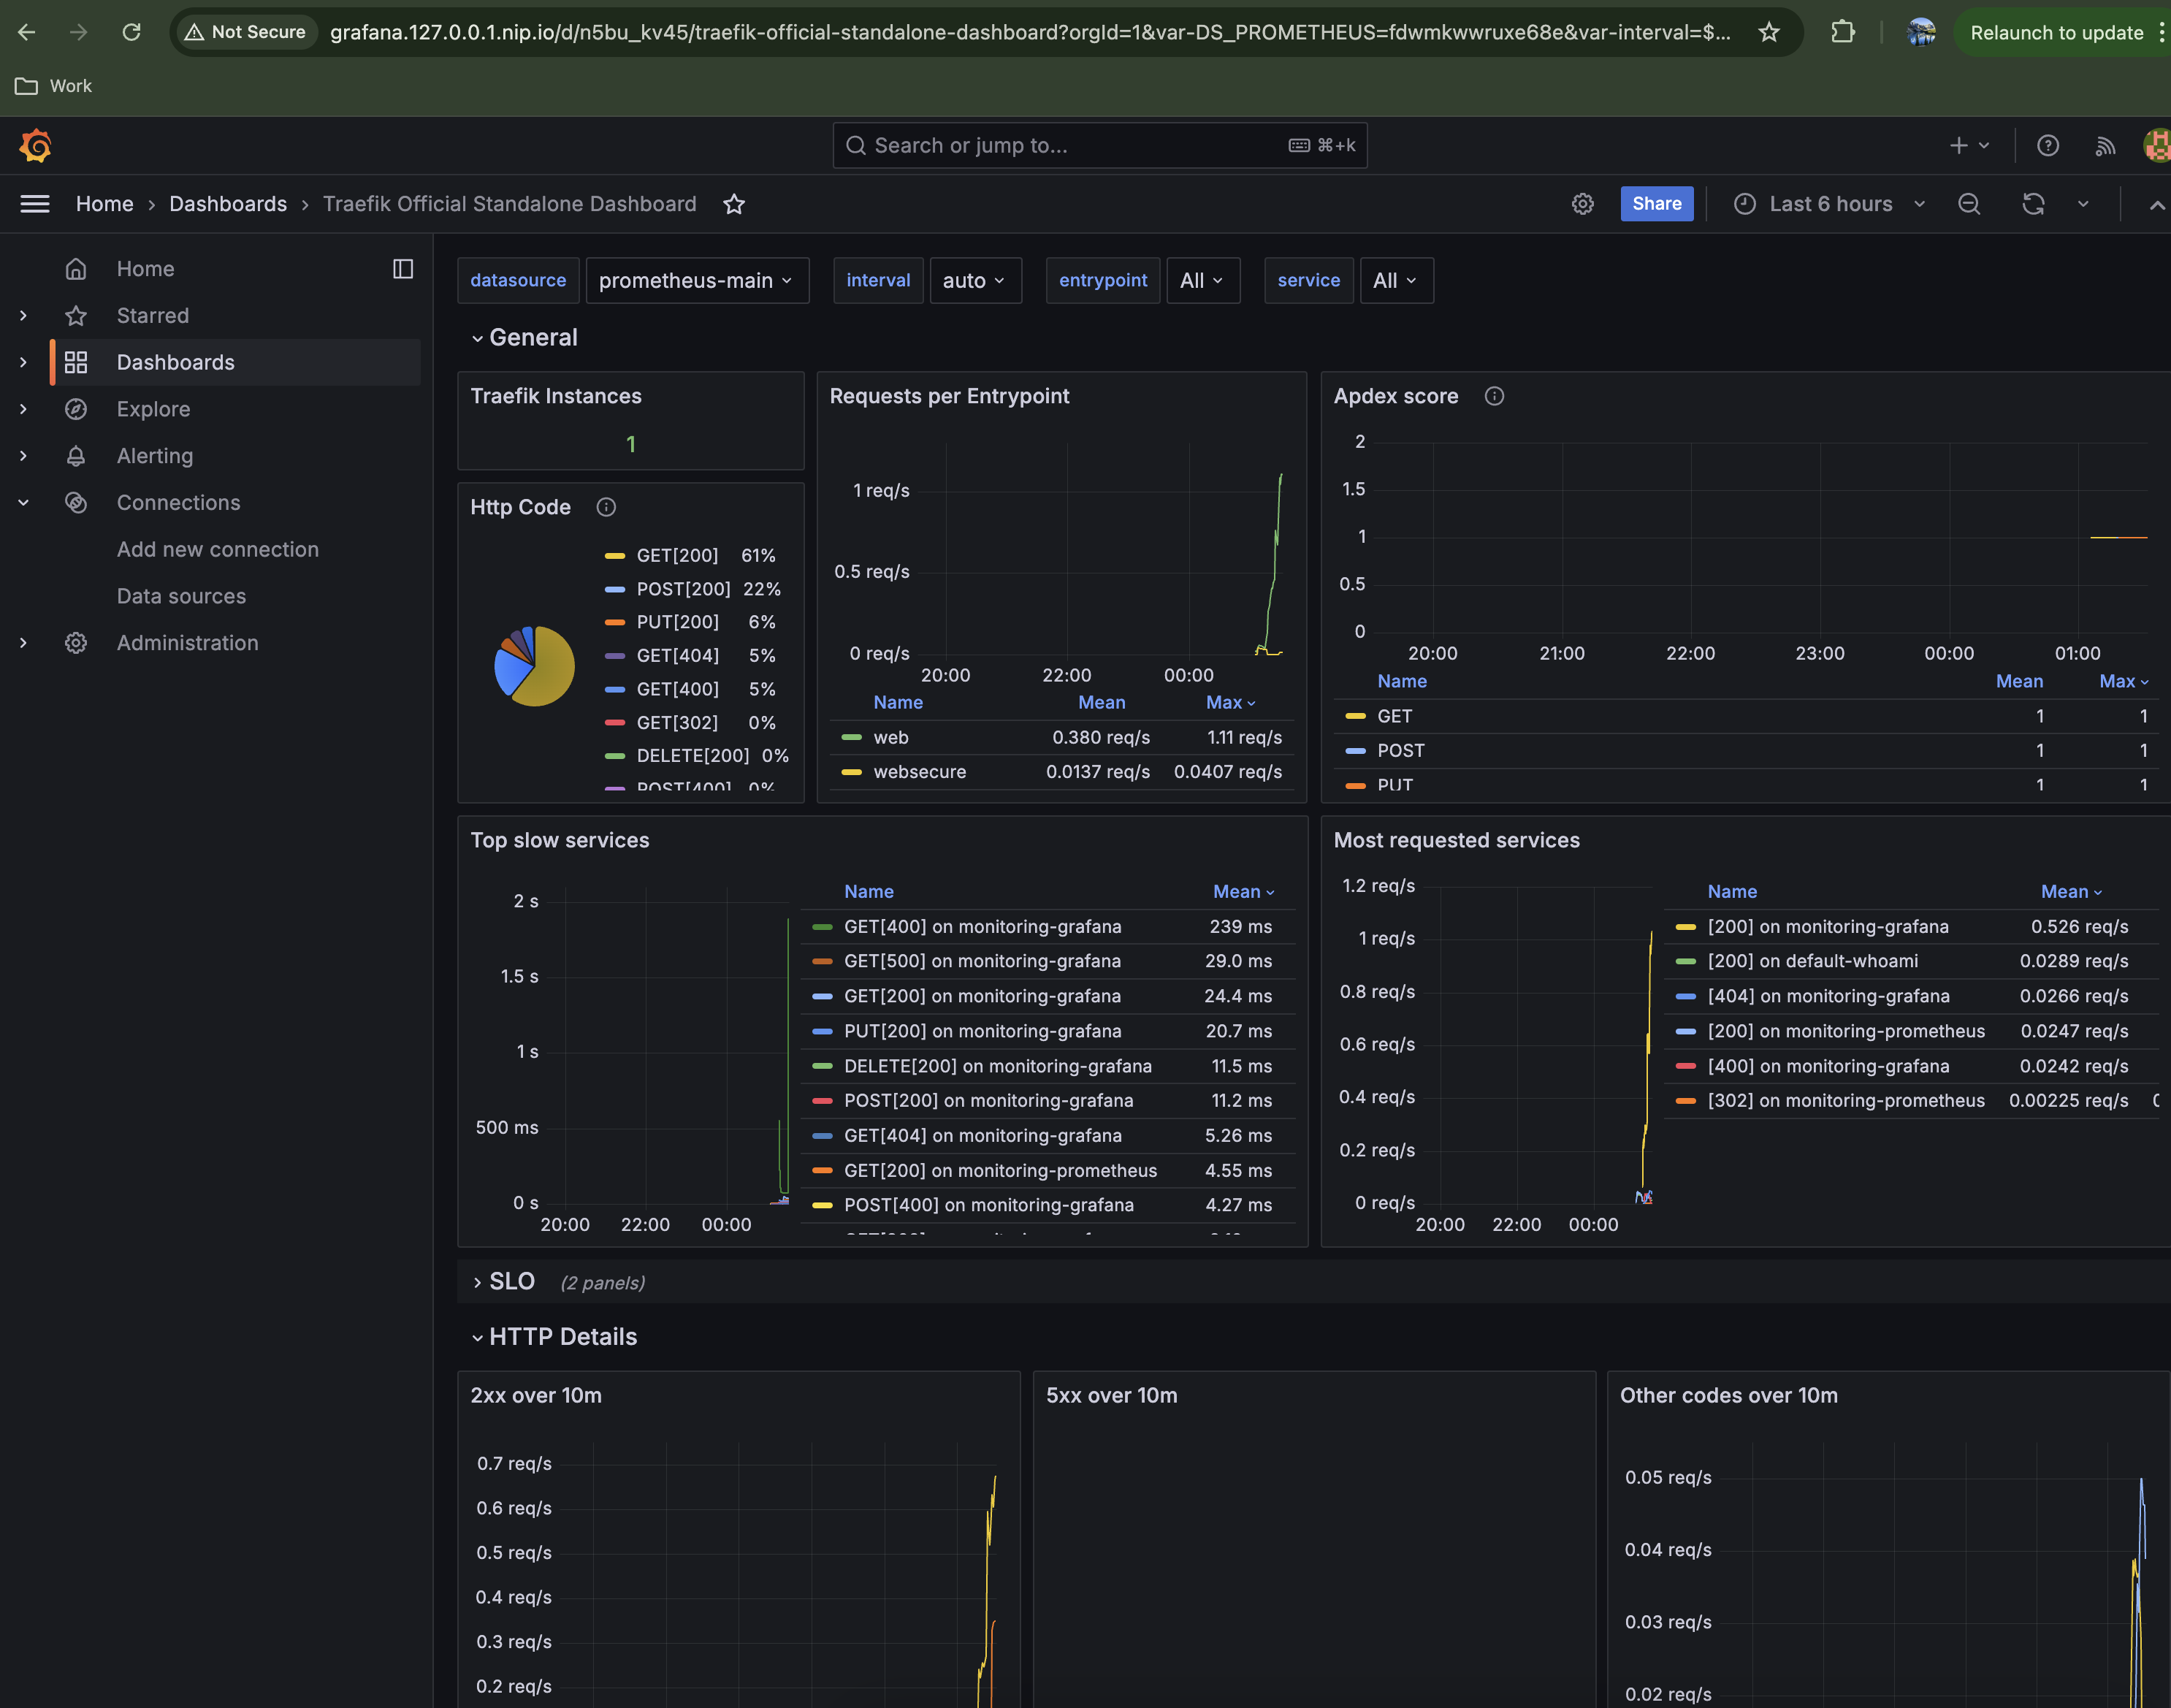 Not Secure grafana.127.0.0.1.nip.io/d/n5bu_kv45/traefik-official-standalone-dashboard?orgId=1&var-DS_PROMETHEUS=fdwmkwwruxe68e&var-interval=$... Relaunch to update
Work
Search or jump to... ⌘+k
Home › Dashboards › Traefik Official Standalone Dashboard Share Last 6 hours
Home
Starred
Dashboards
Explore
Alerting
Connections
Add new connection
Data sources
Administration
datasource prometheus-main interval auto entrypoint All service All
General
Traefik Instances
1
Http Code
GET[200] 61%
POST[200] 22%
PUT[200] 6%
GET[404] 5%
GET[400] 5%
GET[302] 0%
DELETE[200] 0%
POST[400] 0%
Requests per Entrypoint
1 req/s
0.5 req/s
0 req/s
20:00 22:00 00:00
Name Mean Max
web 0.380 req/s 1.11 req/s
websecure 0.0137 req/s 0.0407 req/s
Apdex score
2
1.5
1
0.5
0
20:00 21:00 22:00 23:00 00:00 01:00
Name Mean Max
GET 1 1
POST 1 1
PUT 1 1
Top slow services
2 s
1.5 s
1 s
500 ms
0 s
20:00 22:00 00:00
Name Mean
GET[400] on monitoring-grafana 239 ms
GET[500] on monitoring-grafana 29.0 ms
GET[200] on monitoring-grafana 24.4 ms
PUT[200] on monitoring-grafana 20.7 ms
DELETE[200] on monitoring-grafana 11.5 ms
POST[200] on monitoring-grafana 11.2 ms
GET[404] on monitoring-grafana 5.26 ms
GET[200] on monitoring-prometheus 4.55 ms
POST[400] on monitoring-grafana 4.27 ms
Most requested services
1.2 req/s
1 req/s
0.8 req/s
0.6 req/s
0.4 req/s
0.2 req/s
0 req/s
20:00 22:00 00:00
Name Mean
[200] on monitoring-grafana 0.526 req/s
[200] on default-whoami 0.0289 req/s
[404] on monitoring-grafana 0.0266 req/s
[200] on monitoring-prometheus 0.0247 req/s
[400] on monitoring-grafana 0.0242 req/s
[302] on monitoring-prometheus 0.00225 req/s
SLO (2 panels)
HTTP Details
2xx over 10m
0.7 req/s
0.6 req/s
0.5 req/s
0.4 req/s
0.3 req/s
0.2 req/s
5xx over 10m
Other codes over 10m
0.05 req/s
0.04 req/s
0.03 req/s
0.02 req/s